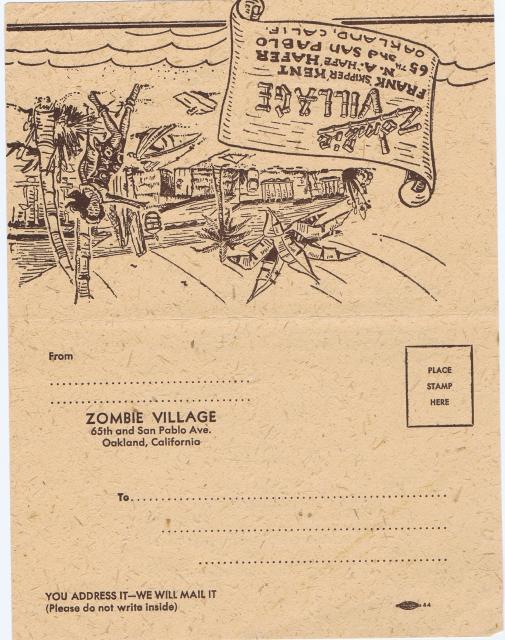 Zombie
VILLAGE
FRANK SKIPPER KENT
N.A. HAFE HAFER
65TH and SAN PABLO
OAKLAND, CALIF.
From
PLACE
STAMP
HERE
ZOMBIE VILLAGE
65th and San Pablo Ave.
Oakland, California
To
YOU ADDRESS IT—WE WILL MAIL IT
(Please do not write inside)
44